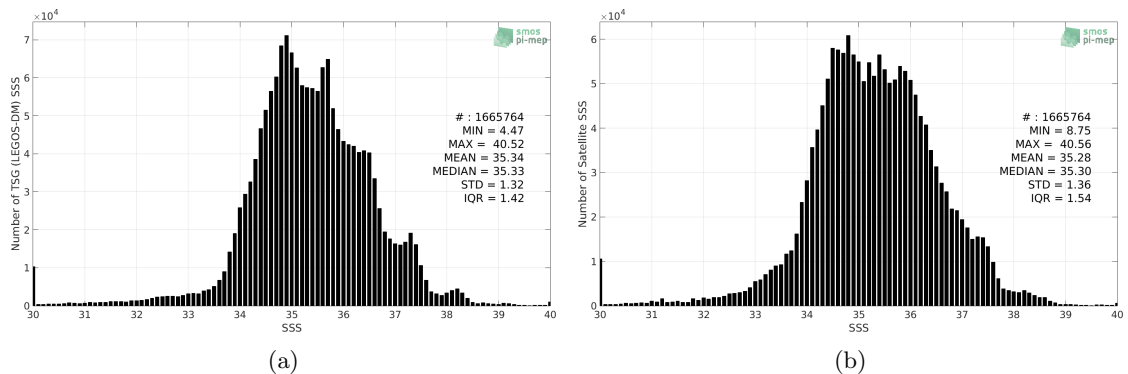 ×10⁴
smos
pi-mep
7
6
5
4
3
2
1
0
Number of TSG (LEGOS-DM) SSS
# : 1665764
MIN = 4.47
MAX = 40.52
MEAN = 35.34
MEDIAN = 35.33
STD = 1.32
IQR = 1.42
30 31 32 33 34 35 36 37 38 39 40
SSS
(a)
×10⁴
smos
pi-mep
6
5
4
3
2
1
0
Number of Satellite SSS
# : 1665764
MIN = 8.75
MAX = 40.56
MEAN = 35.28
MEDIAN = 35.30
STD = 1.36
IQR = 1.54
30 31 32 33 34 35 36 37 38 39 40
SSS
(b)